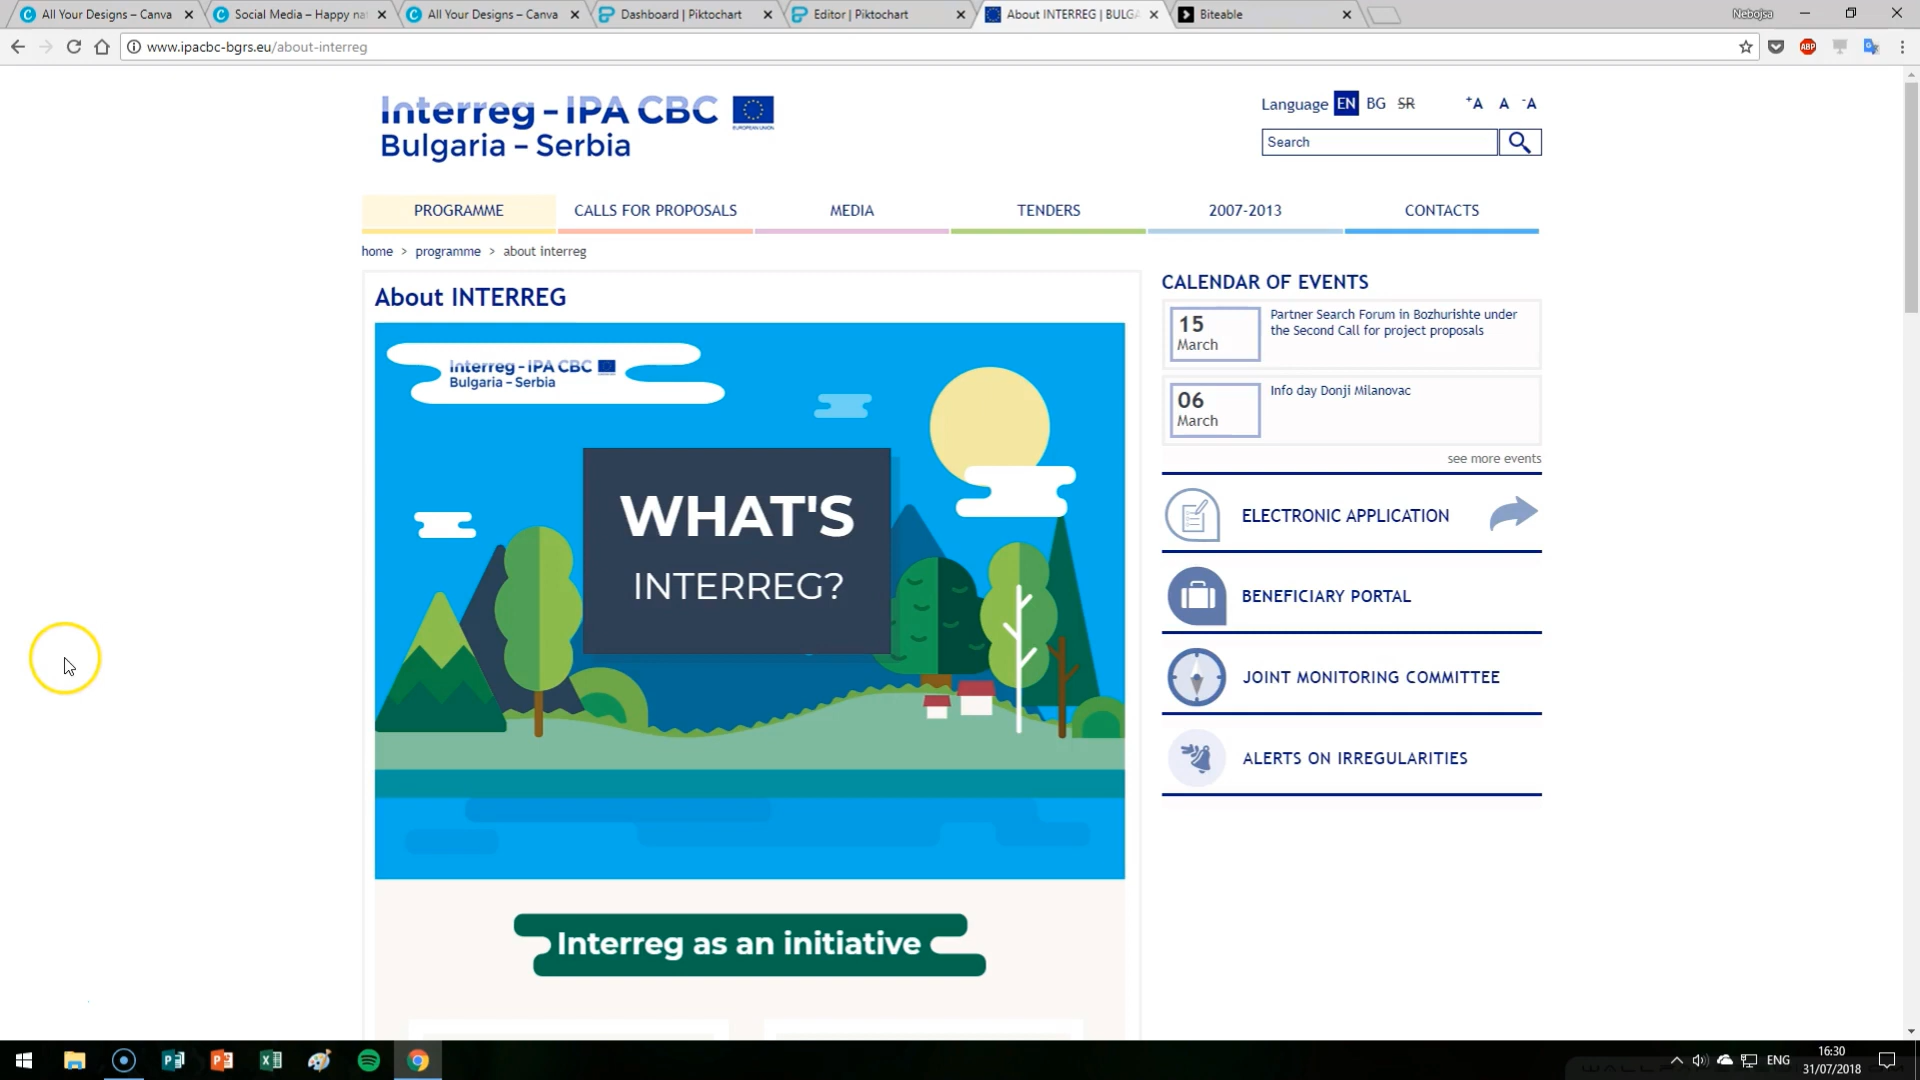 All Your Designs – Canva
Social Media – Happy na
All Your Designs – Canva
Dashboard | Piktochart
Editor | Piktochart
About INTERREG | BULGA
Biteable
Nebojsa
www.ipacbc-bgrs.eu/about-interreg
ABP
Interreg - IPA CBC
EUROPEAN UNION
Bulgaria – Serbia
Language EN BG SR
+A A -A
Search
PROGRAMME
CALLS FOR PROPOSALS
MEDIA
TENDERS
2007-2013
CONTACTS
home > programme > about interreg
About INTERREG
Interreg - IPA CBC
Bulgaria – Serbia
WHAT'S
INTERREG?
Interreg as an initiative
CALENDAR OF EVENTS
15
March
Partner Search Forum in Bozhurishte under
the Second Call for project proposals
06
March
Info day Donji Milanovac
see more events
ELECTRONIC APPLICATION
BENEFICIARY PORTAL
JOINT MONITORING COMMITTEE
ALERTS ON IRREGULARITIES
ENG
16:30
31/07/2018